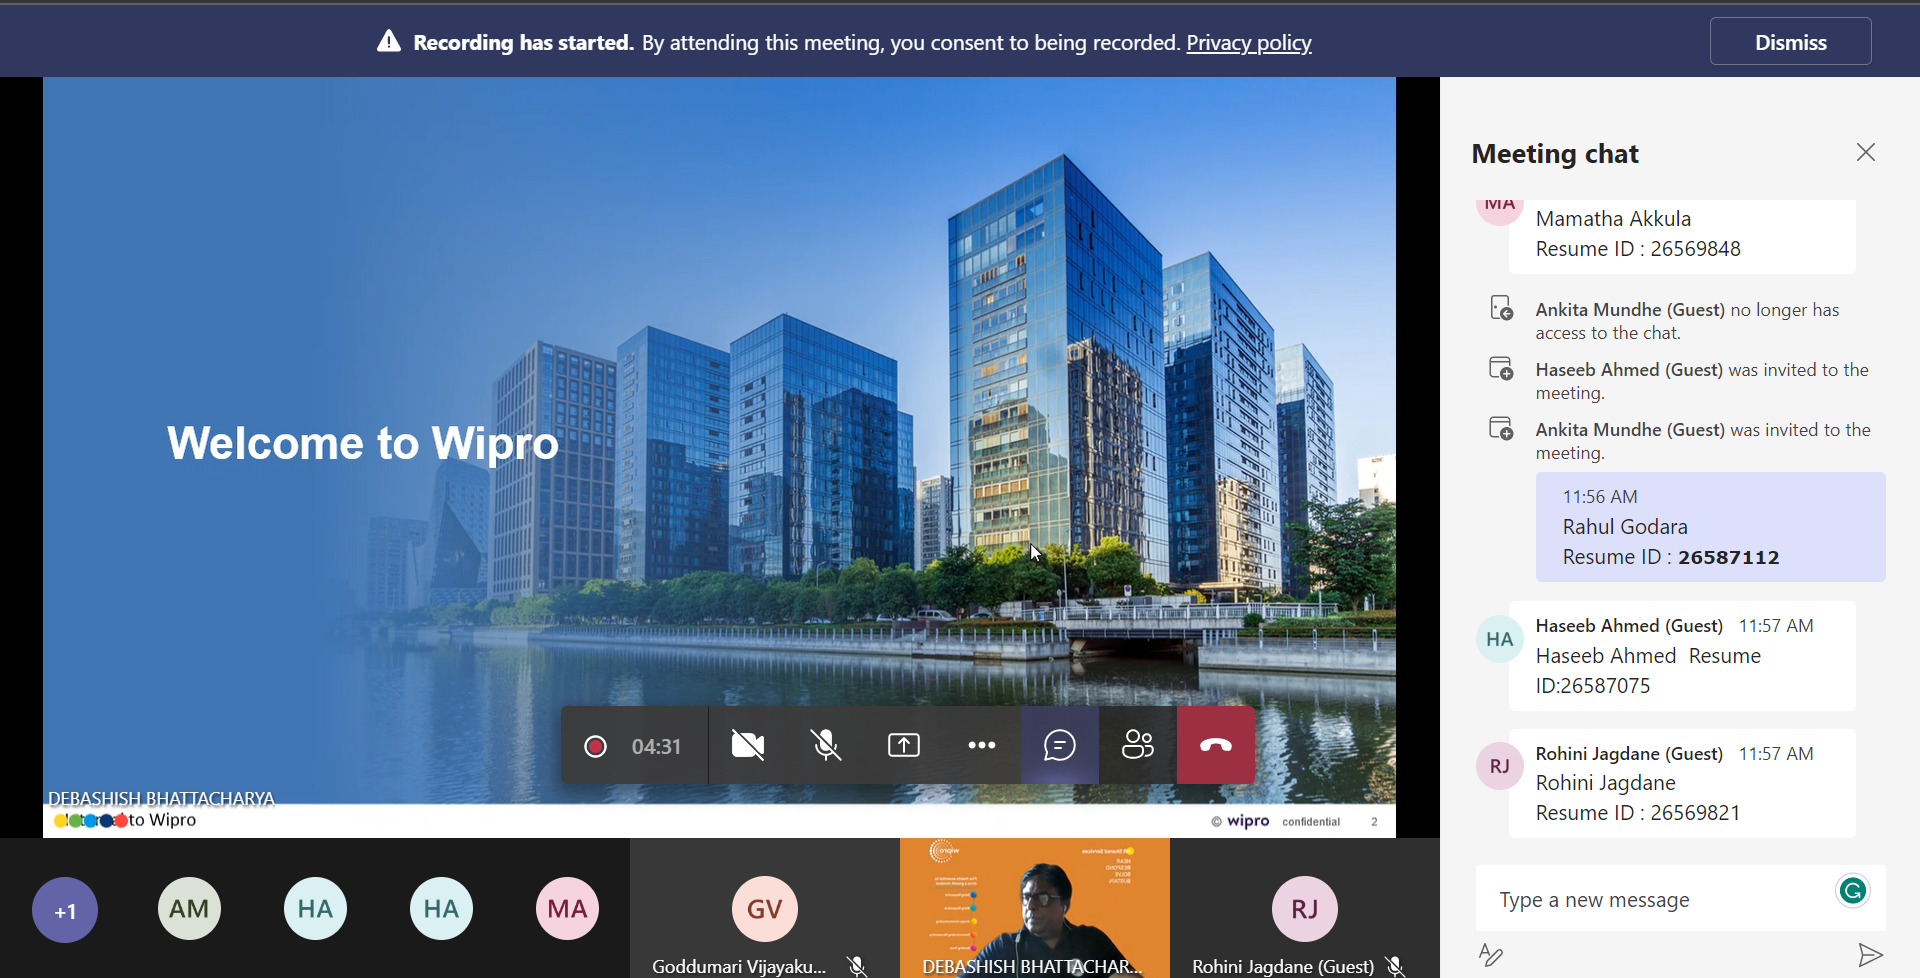 Recording has started. By attending this meeting, you consent to being recorded. Privacy policy
Dismiss
Welcome to Wipro
04:31
DEBASHISH BHATTACHARYA
to Wipro
© wipro confidential 2
Meeting chat
MA
Mamatha Akkula
Resume ID : 26569848
Ankita Mundhe (Guest) no longer has
access to the chat.
Haseeb Ahmed (Guest) was invited to the
meeting.
Ankita Mundhe (Guest) was invited to the
meeting.
11:56 AM
Rahul Godara
Resume ID : 26587112
HA
Haseeb Ahmed (Guest) 11:57 AM
Haseeb Ahmed Resume
ID:26587075
RJ
Rohini Jagdane (Guest) 11:57 AM
Rohini Jagdane
Resume ID : 26569821
Type a new message
+1
AM
HA
HA
MA
GV
Goddumari Vijayaku...
DEBASHISH BHATTACHAR...
RJ
Rohini Jagdane (Guest)